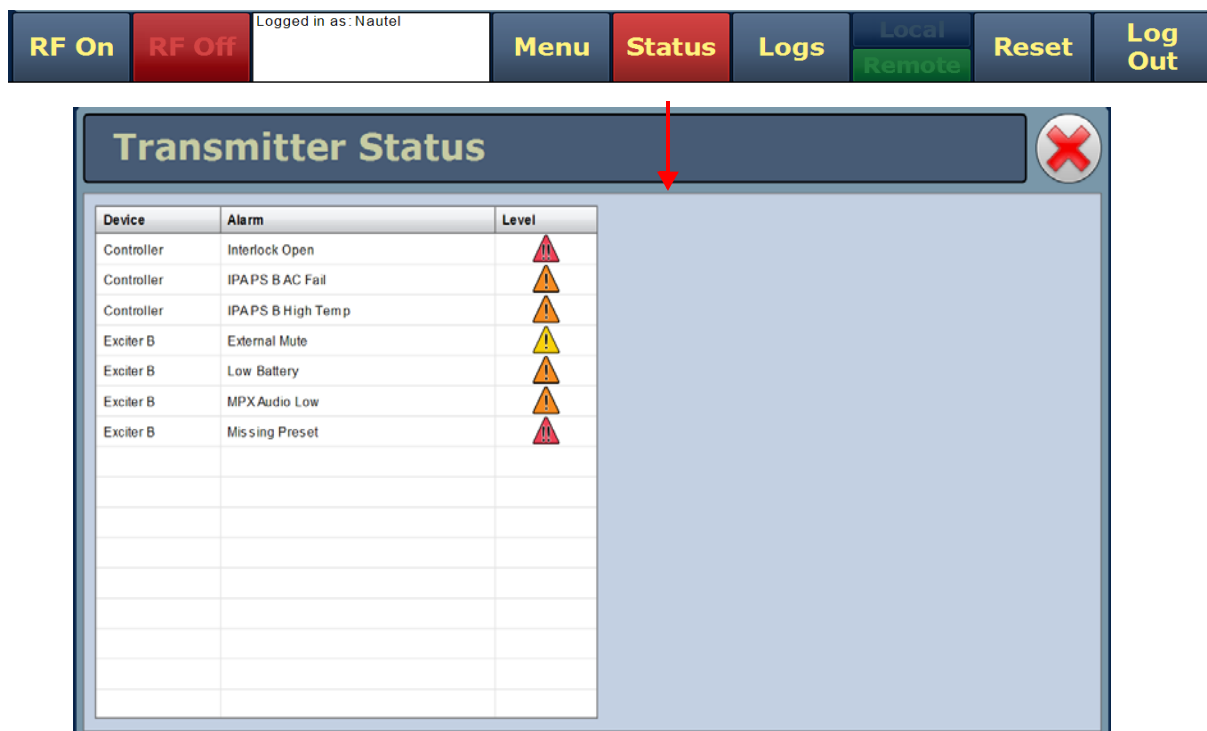 Logged in as: Nautel
RF On RF Off Menu Status Logs Local Remote Reset Log Out
Transmitter Status
Device Alarm Level
Controller Interlock Open
Controller IPA PS B AC Fail
Controller IPA PS B High Temp
Exciter B External Mute
Exciter B Low Battery
Exciter B MPX Audio Low
Exciter B Missing Preset